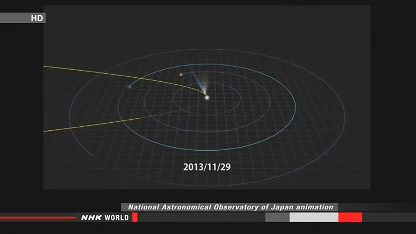 HD
2013/11/29
National Astronomical Observatory of Japan animation
NHK WORLD